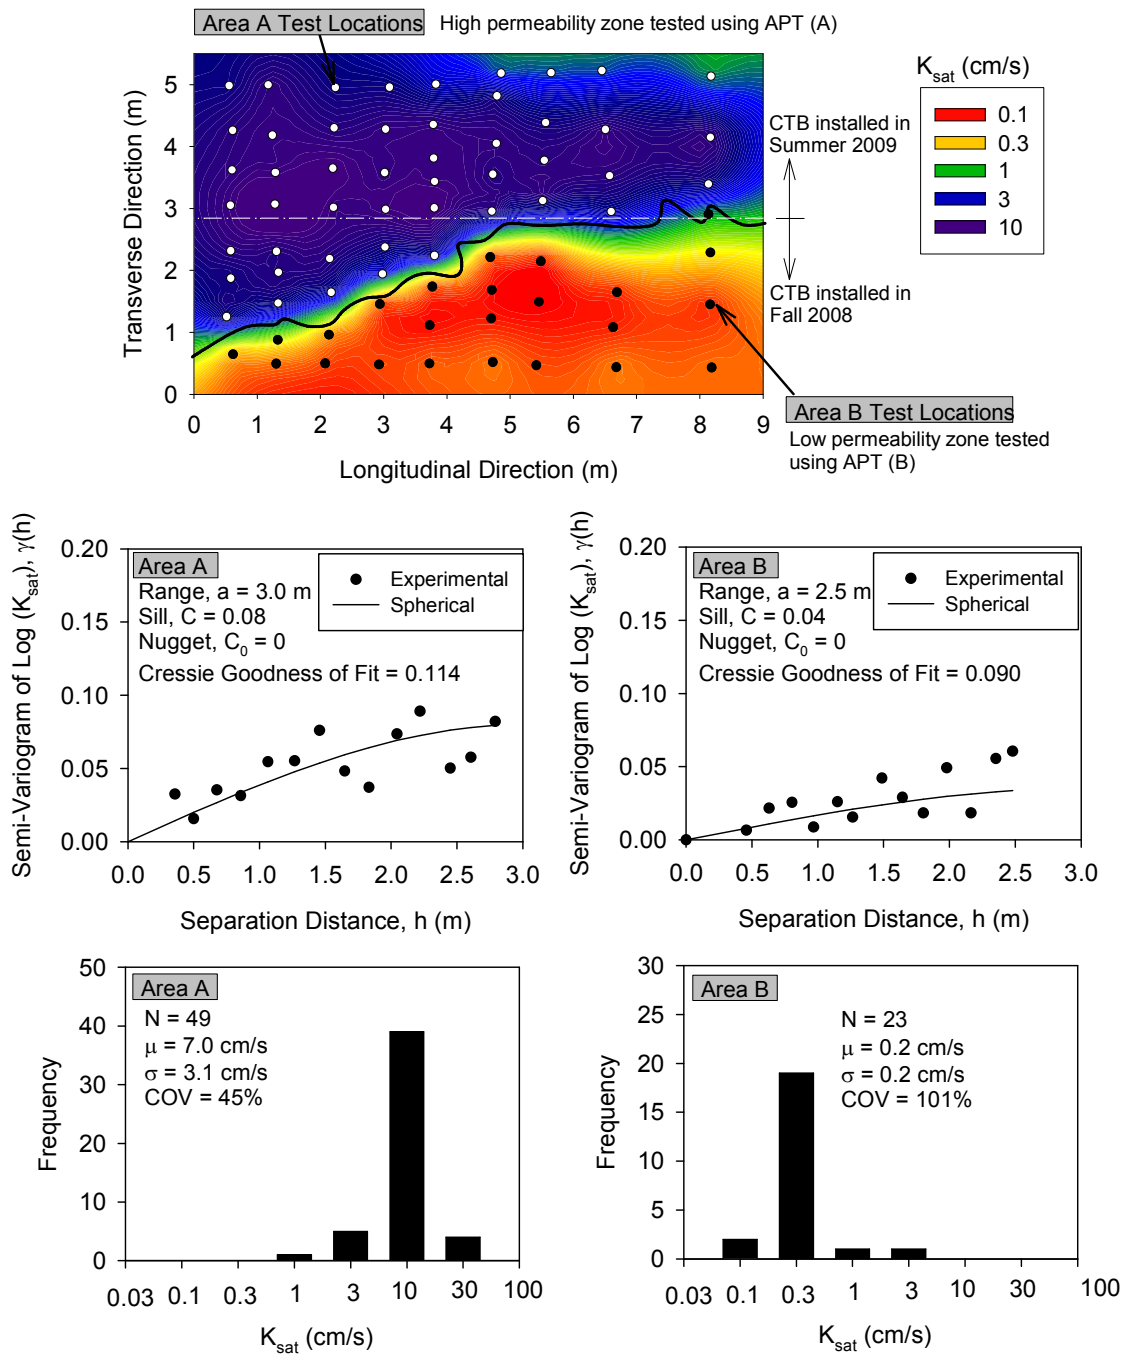 Area A Test Locations
High permeability zone tested using APT (A)
Transverse Direction (m)
5
4
3
2
1
0
0 1 2 3 4 5 6 7 8 9
Longitudinal Direction (m)
K_sat (cm/s)
0.1
0.3
1
3
10
CTB installed in
Summer 2009
CTB installed in
Fall 2008
Area B Test Locations
Low permeability zone tested
using APT (B)
Semi-Variogram of Log (K_sat), γ(h)
0.20
0.15
0.10
0.05
0.00
Area A
Range, a = 3.0 m
Sill, C = 0.08
Nugget, C_0 = 0
Cressie Goodness of Fit = 0.114
Experimental
Spherical
0.0 0.5 1.0 1.5 2.0 2.5 3.0
Separation Distance, h (m)
Semi-Variogram of Log (K_sat), γ(h)
0.20
0.15
0.10
0.05
0.00
Area B
Range, a = 2.5 m
Sill, C = 0.04
Nugget, C_0 = 0
Cressie Goodness of Fit = 0.090
Experimental
Spherical
0.0 0.5 1.0 1.5 2.0 2.5 3.0
Separation Distance, h (m)
Frequency
50
40
30
20
10
0
Area A
N = 49
μ = 7.0 cm/s
σ = 3.1 cm/s
COV = 45%
0.03 0.1 0.3 1 3 10 30 100
K_sat (cm/s)
Frequency
30
25
20
15
10
5
0
Area B
N = 23
μ = 0.2 cm/s
σ = 0.2 cm/s
COV = 101%
0.03 0.1 0.3 1 3 10 30 100
K_sat (cm/s)